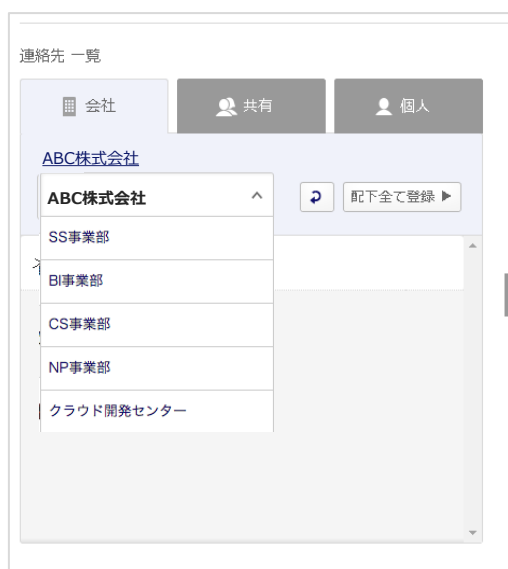 連絡先 一覧
会社
共有
個人
ABC株式会社
ABC株式会社
配下全て登録 ▶
SS事業部
BI事業部
CS事業部
NP事業部
クラウド開発センター